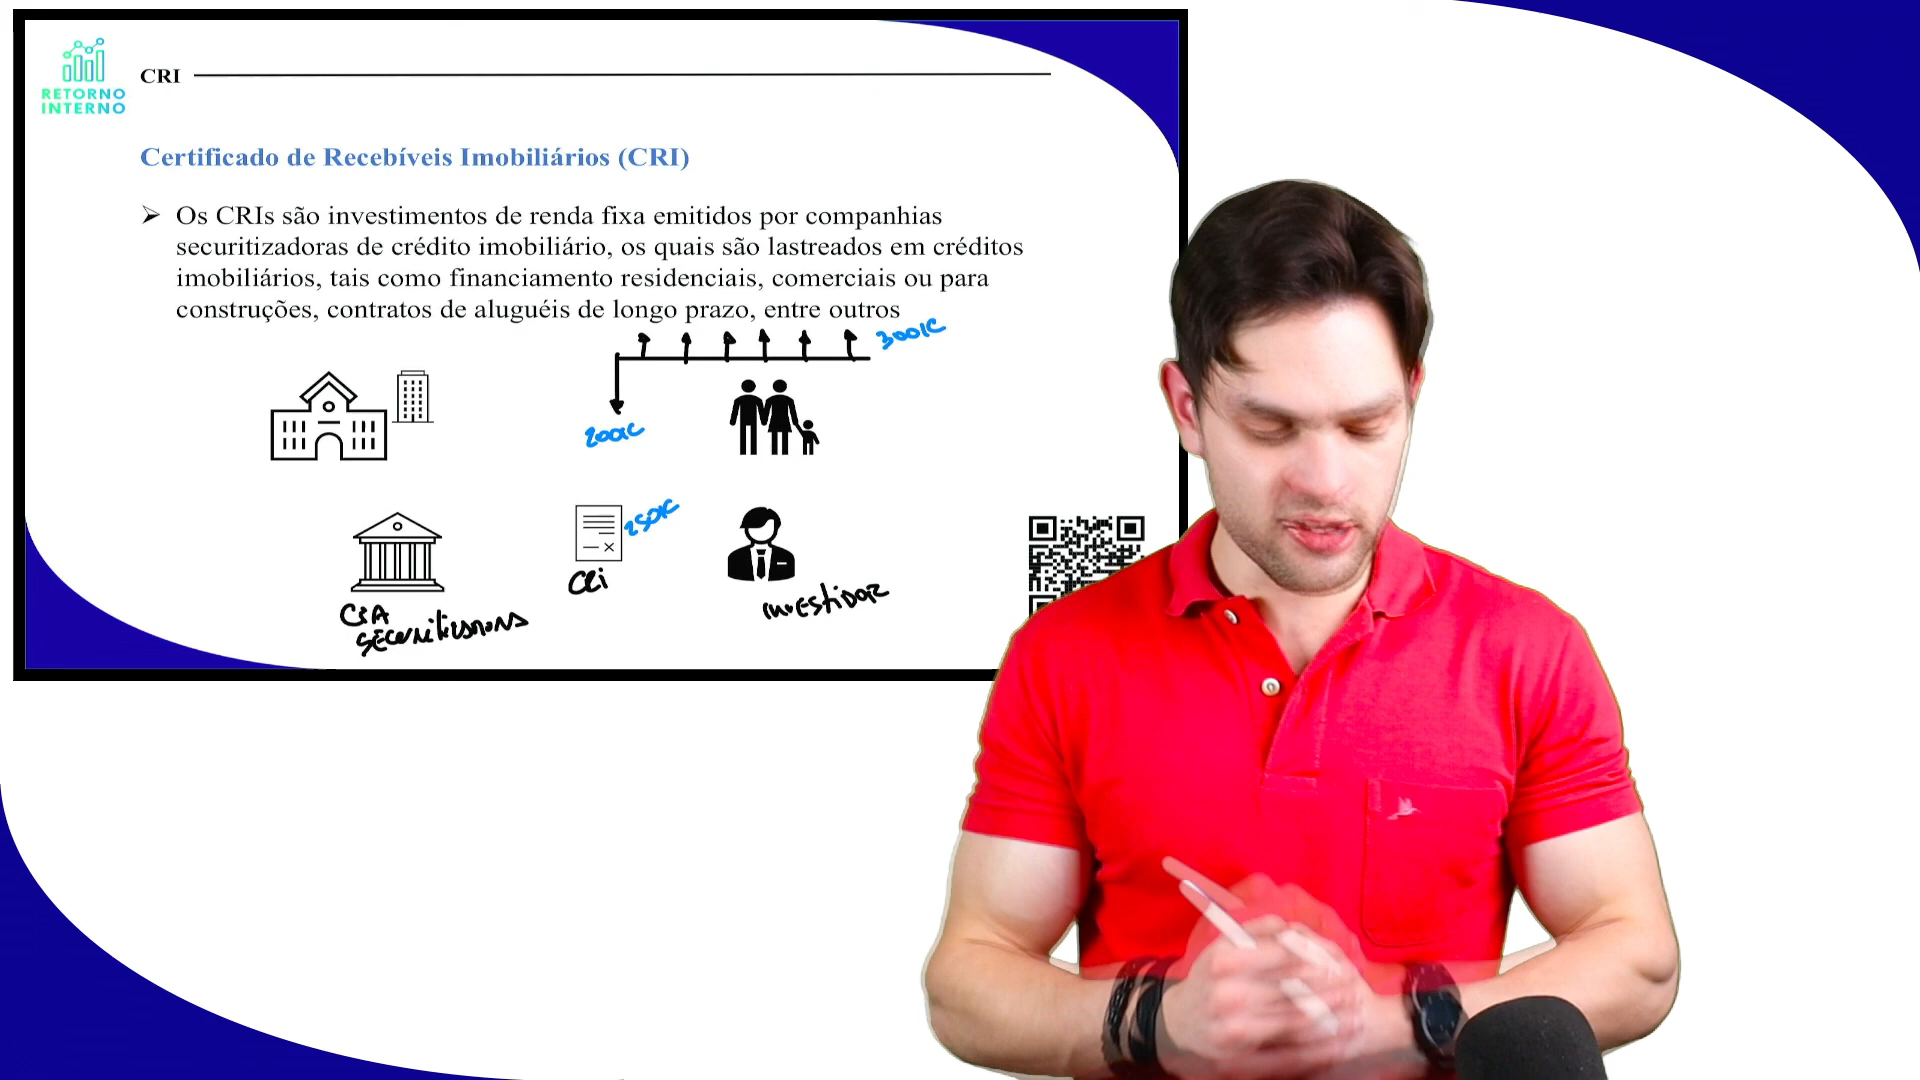 RETORNO
INTERNO
CRI
Certificado de Recebíveis Imobiliários (CRI)
Os CRIs são investimentos de renda fixa emitidos por companhias
securitizadoras de crédito imobiliário, os quais são lastreados em créditos
imobiliários, tais como financiamento residenciais, comerciais ou para
construções, contratos de aluguéis de longo prazo, entre outros
300K
200K
250K
CRi
CIA
SECURITIZADORA
INVESTIDOR